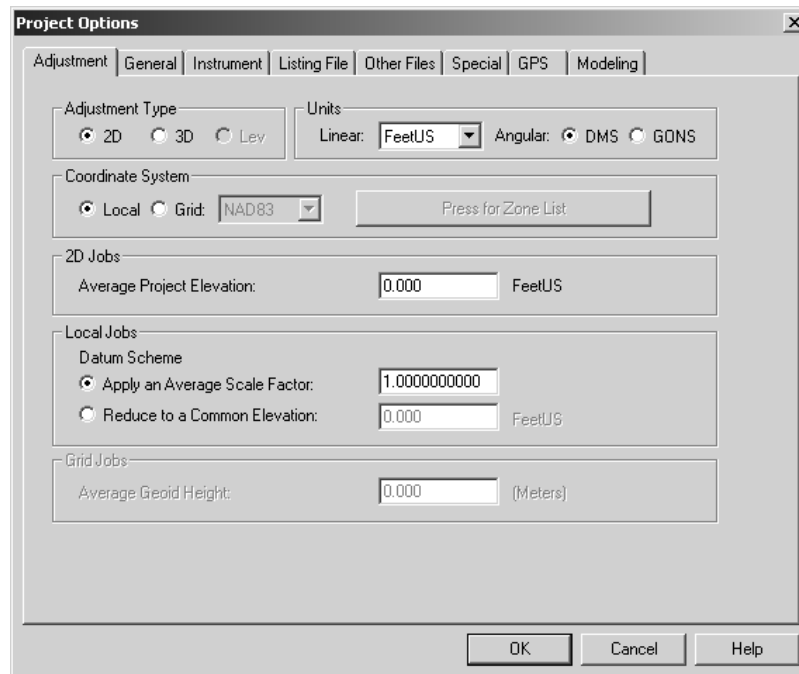 Project Options
Adjustment General Instrument Listing File Other Files Special GPS Modeling
Adjustment Type
2D 3D Lev
Units
Linear: FeetUS Angular: DMS GONS
Coordinate System
Local Grid: NAD83 Press for Zone List
2D Jobs
Average Project Elevation: 0.000 FeetUS
Local Jobs
Datum Scheme
Apply an Average Scale Factor: 1.0000000000
Reduce to a Common Elevation: 0.000 FeetUS
Grid Jobs
Average Geoid Height: 0.000 (Meters)
OK Cancel Help